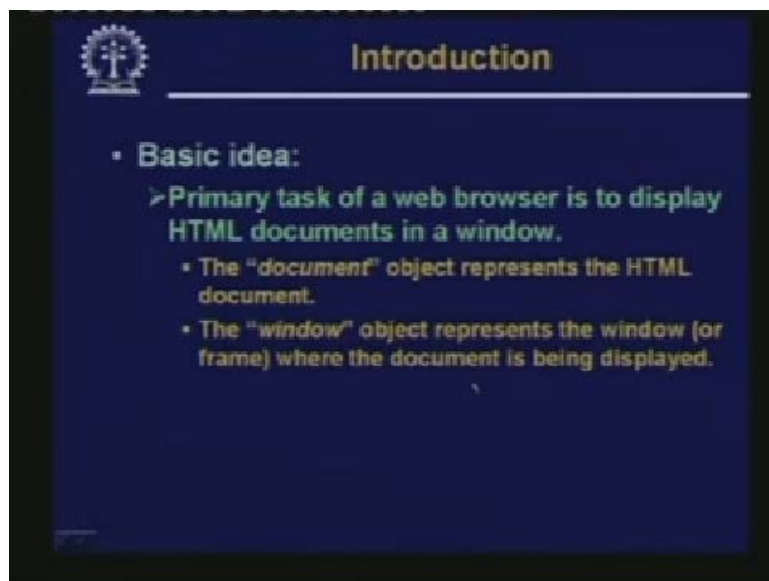 Introduction
▪ Basic idea:
➢Primary task of a web browser is to display
HTML documents in a window.
▪ The "document" object represents the HTML
document.
▪ The "window" object represents the window (or
frame) where the document is being displayed.